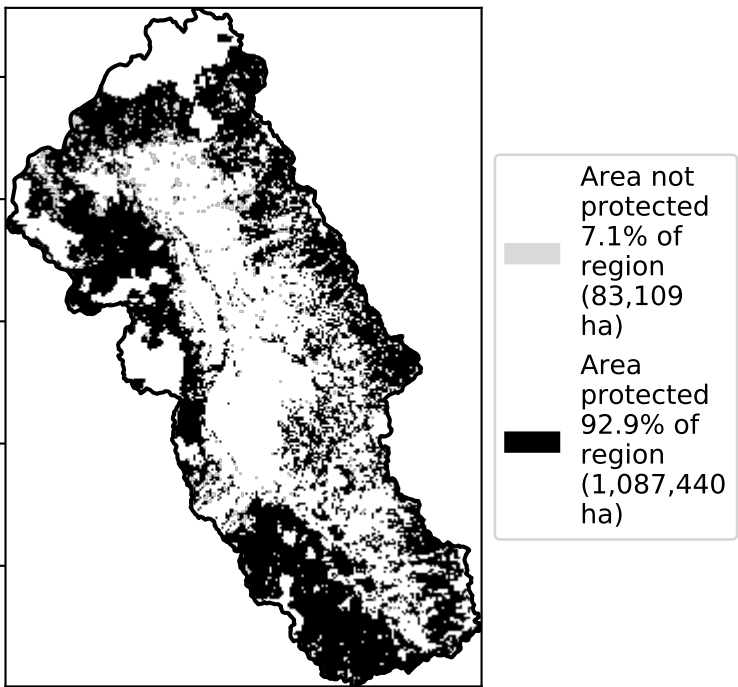 Area not
protected
7.1% of
region
(83,109
ha)
Area
protected
92.9% of
region
(1,087,440
ha)